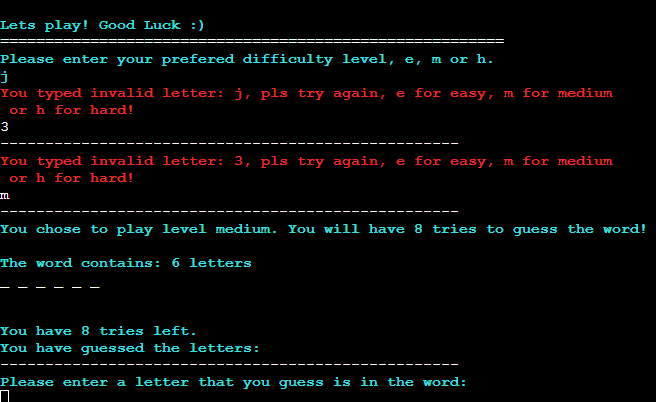 Lets play! Good Luck :)
========================================================
Please enter your prefered difficulty level, e, m or h.
j
You typed invalid letter: j, pls try again, e for easy, m for medium
or h for hard!
3
---------------------------------------------------
You typed invalid letter: 3, pls try again, e for easy, m for medium
or h for hard!
m
---------------------------------------------------
You chose to play level medium. You will have 8 tries to guess the word!
The word contains: 6 letters
_ _ _ _ _ _
You have 8 tries left.
You have guessed the letters:
---------------------------------------------------
Please enter a letter that you guess is in the word: